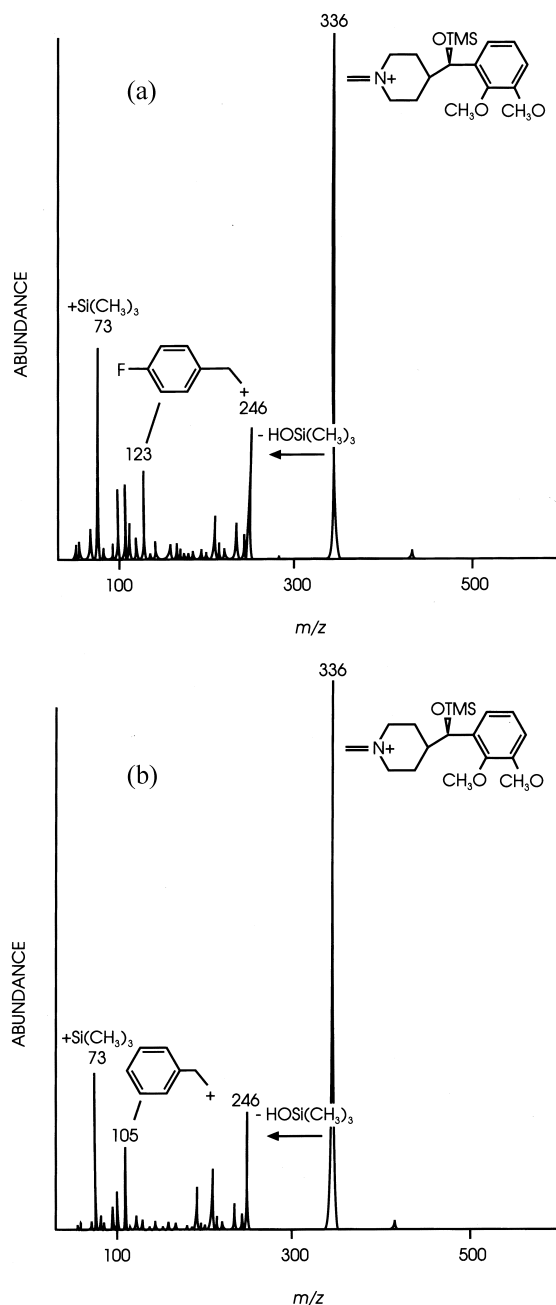 336
OTMS
(a)
N+
CH₃O
CH₃O
ABUNDANCE
+Si(CH₃)₃
73
F
+
246
- HOSi(CH₃)₃
123
100
300
500
m/z
336
OTMS
(b)
N+
CH₃O
CH₃O
ABUNDANCE
+Si(CH₃)₃
73
+
246
- HOSi(CH₃)₃
105
100
300
500
m/z